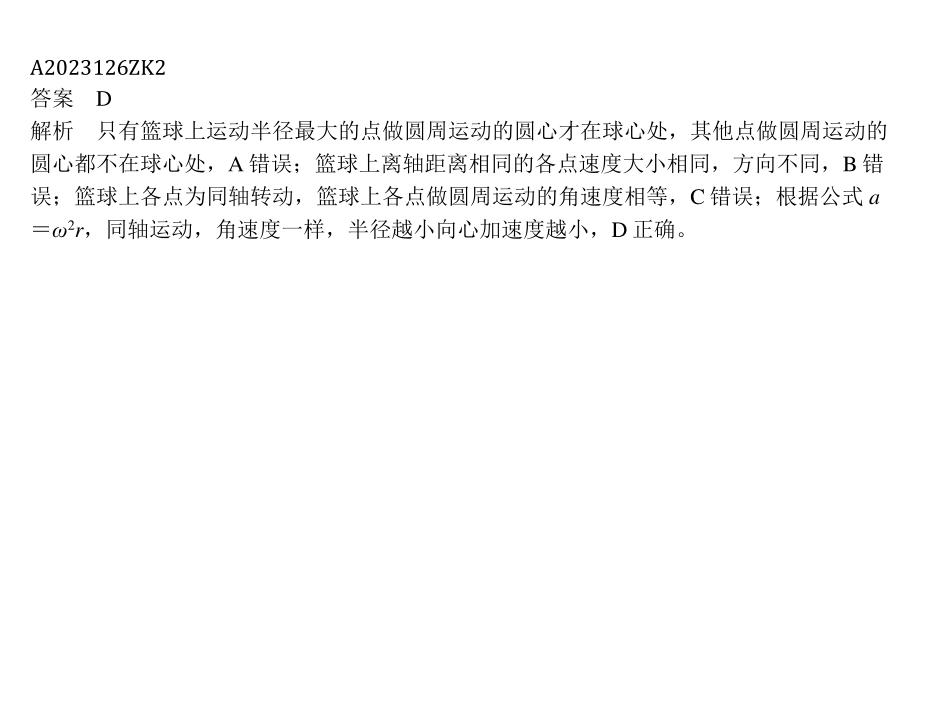 A2023126ZK2
答案　D
解析　只有篮球上运动半径最大的点做圆周运动的圆心才在球心处，其他点做圆周运动的
圆心都不在球心处，A 错误；篮球上离轴距离相同的各点速度大小相同，方向不同，B 错
误；篮球上各点为同轴转动，篮球上各点做圆周运动的角速度相等，C 错误；根据公式 a
＝ω²r，同轴运动，角速度一样，半径越小向心加速度越小，D 正确。